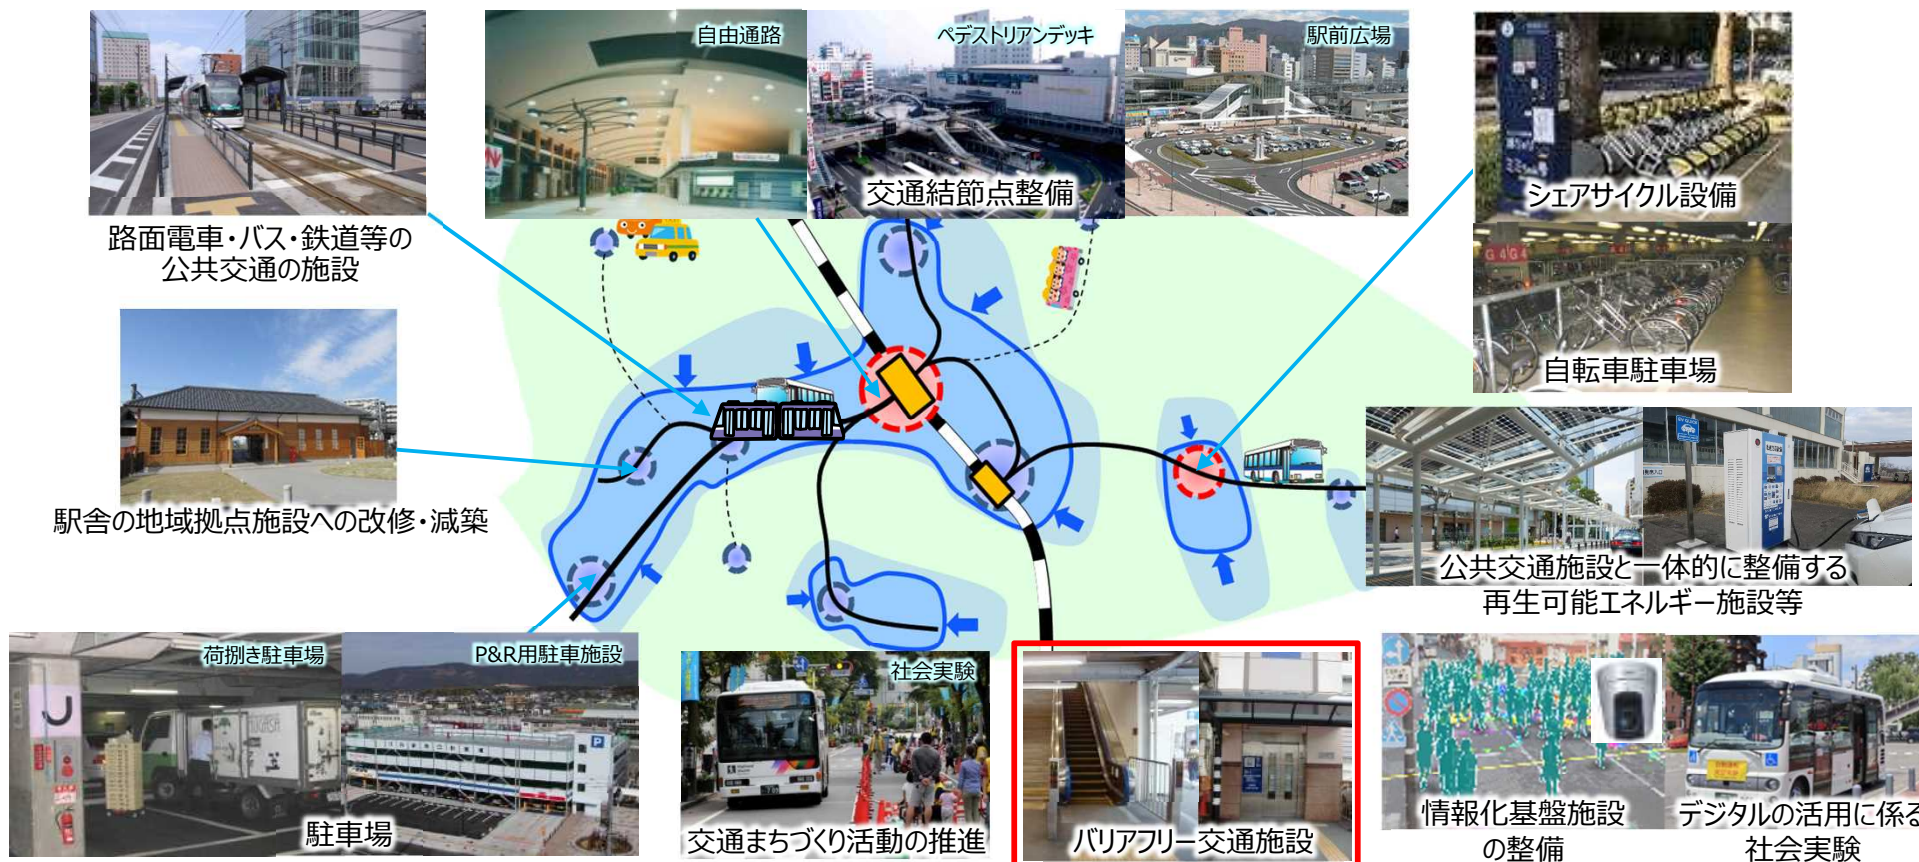 自由通路
ペデストリアンデッキ
駅前広場
交通結節点整備
シェアサイクル設備
路面電車・バス・鉄道等の
公共交通の施設
G 4
G 4
自転車駐車場
駅舎の地域拠点施設への改修・減築
公共交通施設と一体的に整備する
再生可能エネルギー施設等
荷捌き駐車場
P&R用駐車施設
P
駐車場
社会実験
交通まちづくり活動の推進
バリアフリー交通施設
情報化基盤施設
の整備
デジタルの活用に係る
社会実験